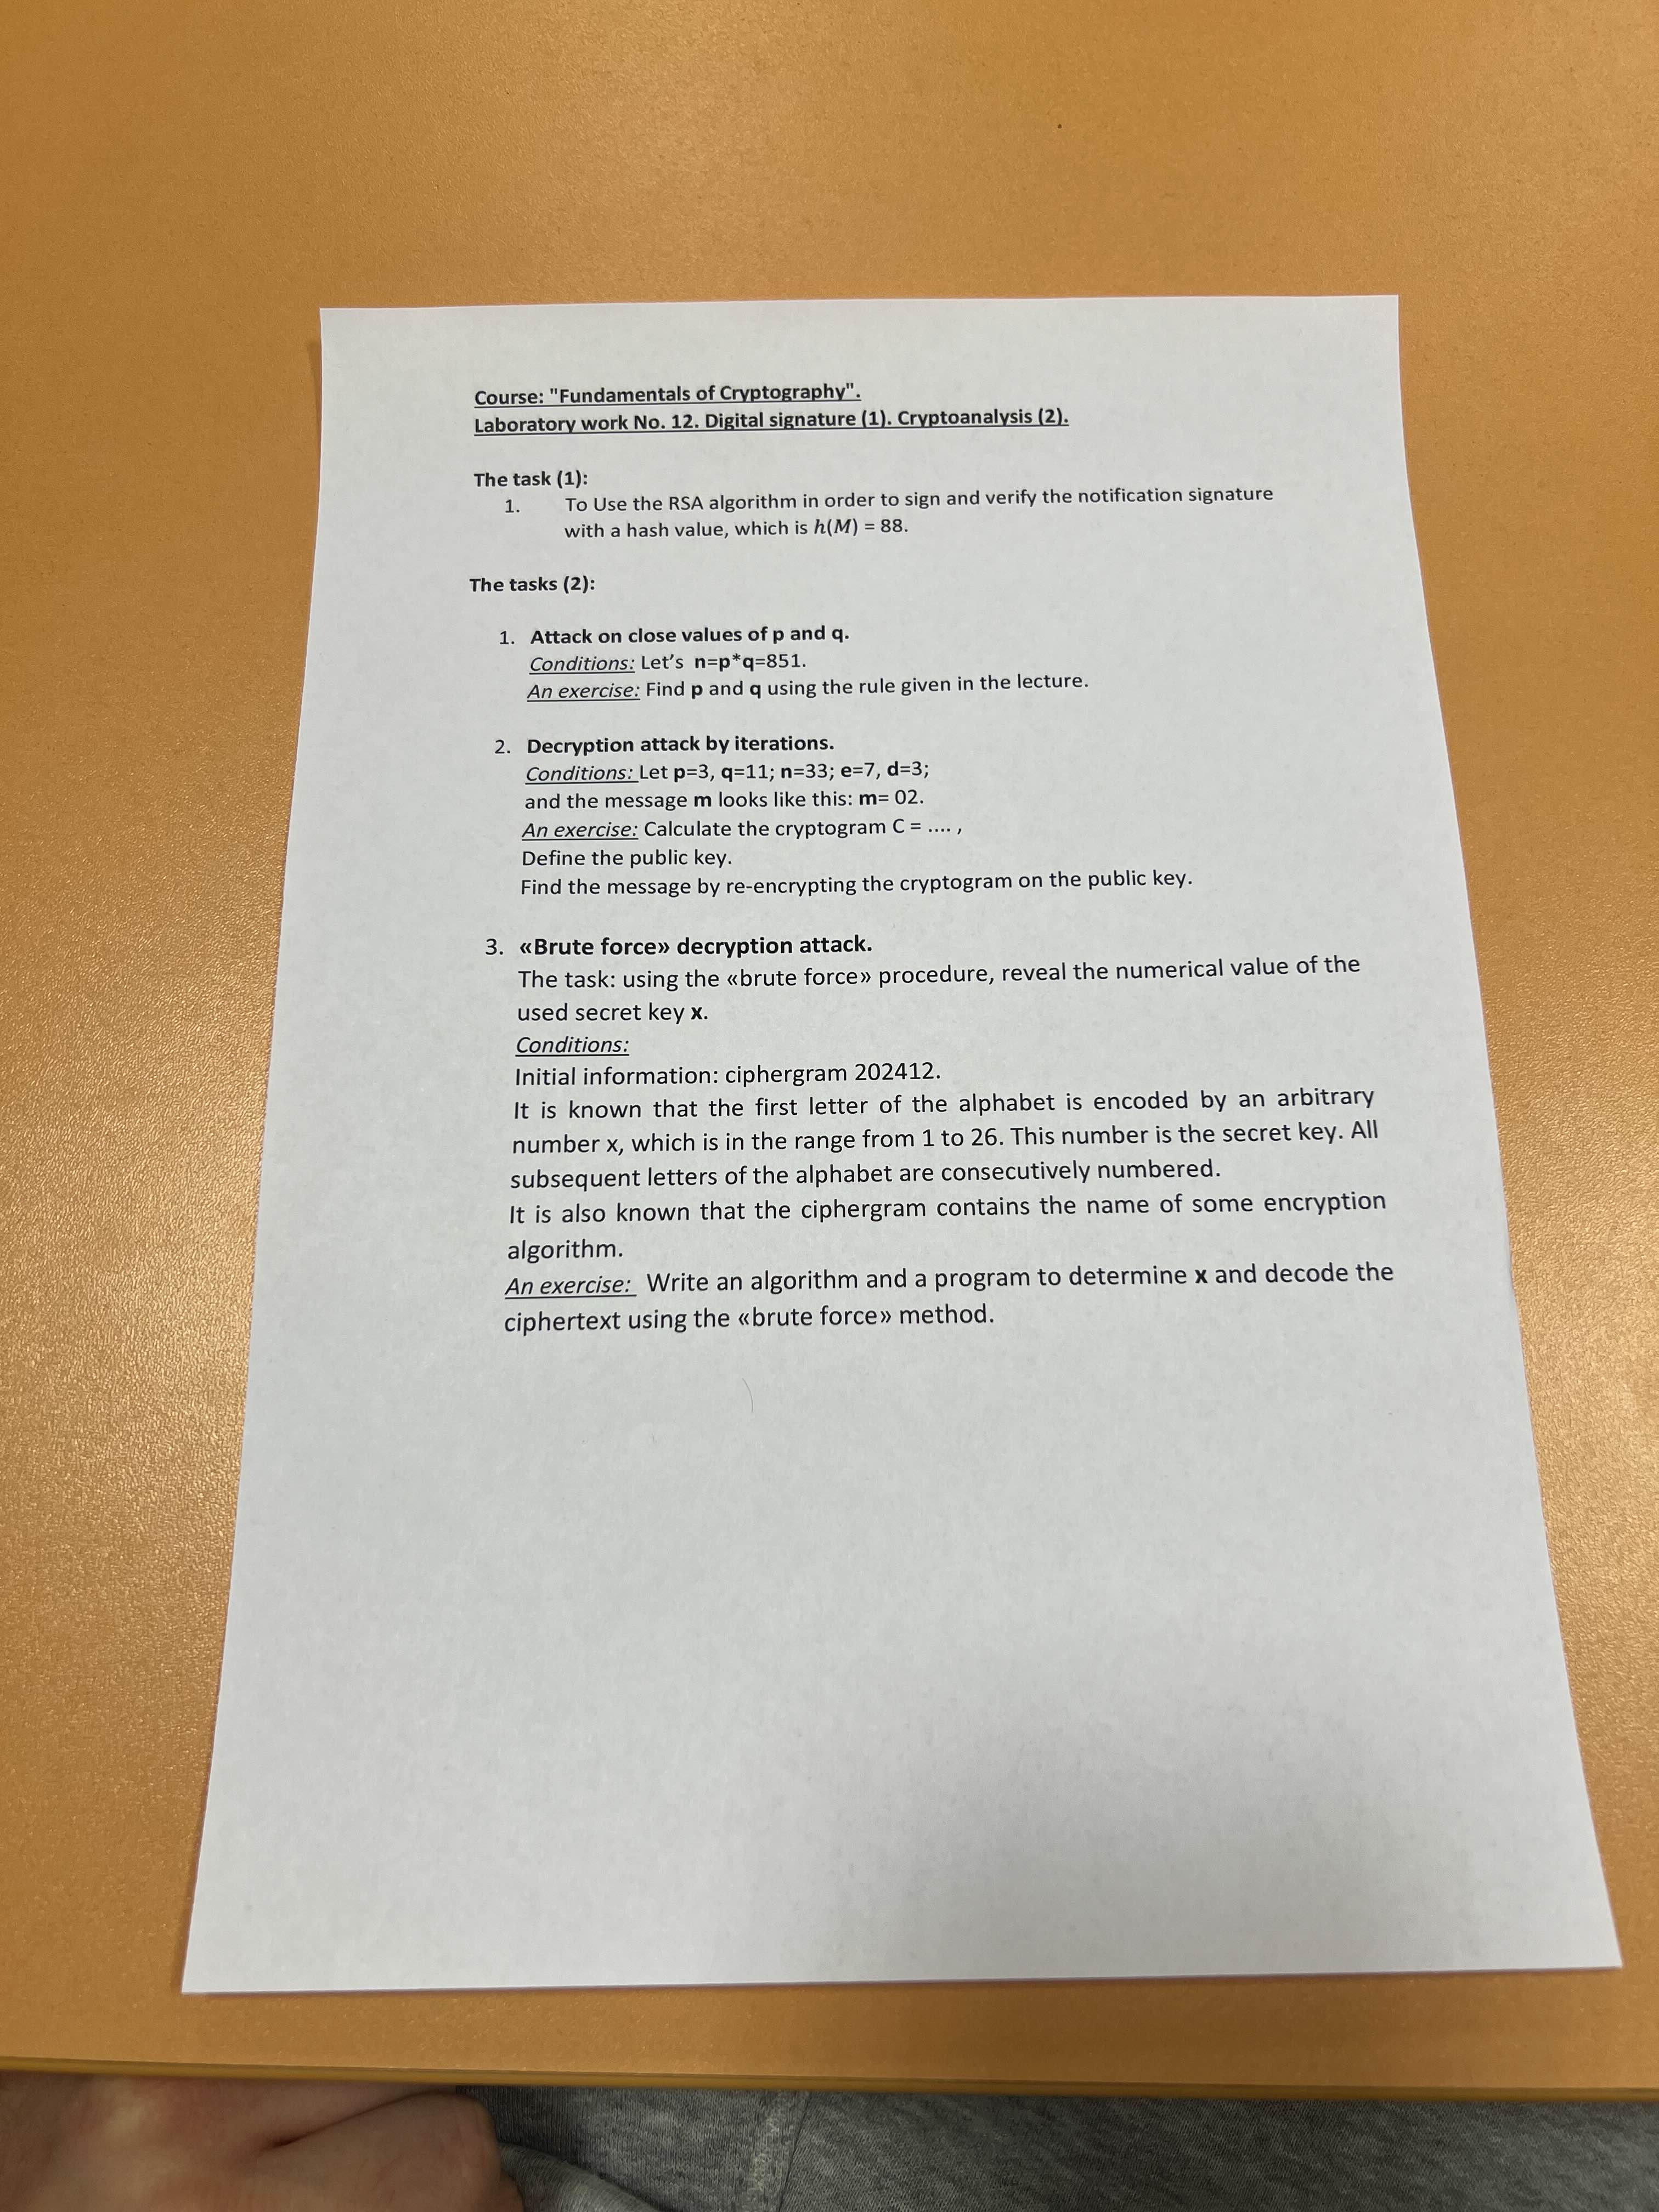 Course: "Fundamentals of Cryptography".
Laboratory work No. 12. Digital signature (1). Cryptoanalysis (2).
The task (1):
1. To Use the RSA algorithm in order to sign and verify the notification signature
with a hash value, which is h(M) = 88.
The tasks (2):
1. Attack on close values of p and q.
Conditions: Let's n=p*q=851.
An exercise: Find p and q using the rule given in the lecture.
2. Decryption attack by iterations.
Conditions: Let p=3, q=11; n=33; e=7, d=3;
and the message m looks like this: m= 02.
An exercise: Calculate the cryptogram C = .... ,
Define the public key.
Find the message by re-encrypting the cryptogram on the public key.
3. «Brute force» decryption attack.
The task: using the «brute force» procedure, reveal the numerical value of the
used secret key x.
Conditions:
Initial information: ciphergram 202412.
It is known that the first letter of the alphabet is encoded by an arbitrary
number x, which is in the range from 1 to 26. This number is the secret key. All
subsequent letters of the alphabet are consecutively numbered.
It is also known that the ciphergram contains the name of some encryption
algorithm.
An exercise: Write an algorithm and a program to determine x and decode the
ciphertext using the «brute force» method.